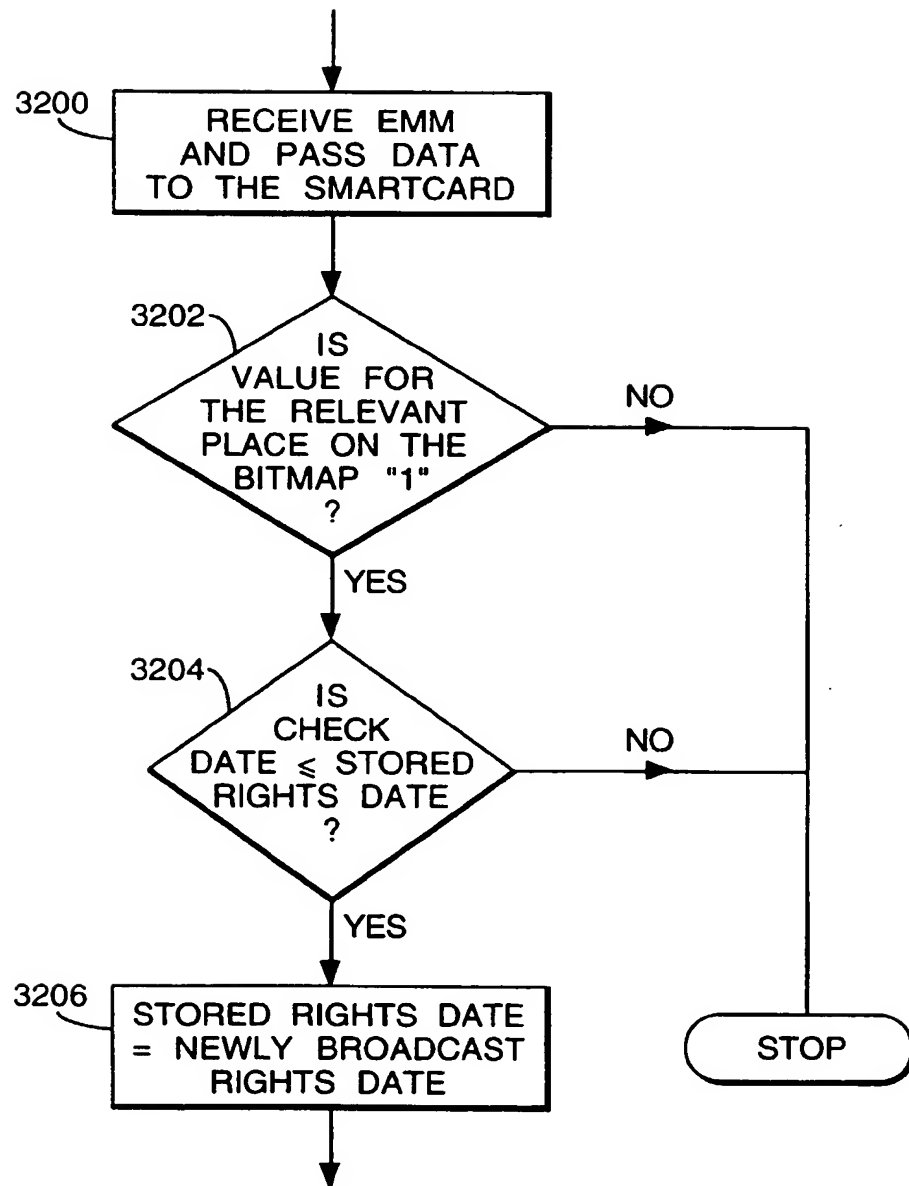 3200
RECEIVE EMM
AND PASS DATA
TO THE SMARTCARD
3202
IS
VALUE FOR
THE RELEVANT
PLACE ON THE
BITMAP "1"
?
NO
YES
3204
IS
CHECK
DATE ⩽ STORED
RIGHTS DATE
?
NO
YES
3206
STORED RIGHTS DATE
= NEWLY BROADCAST
RIGHTS DATE
STOP